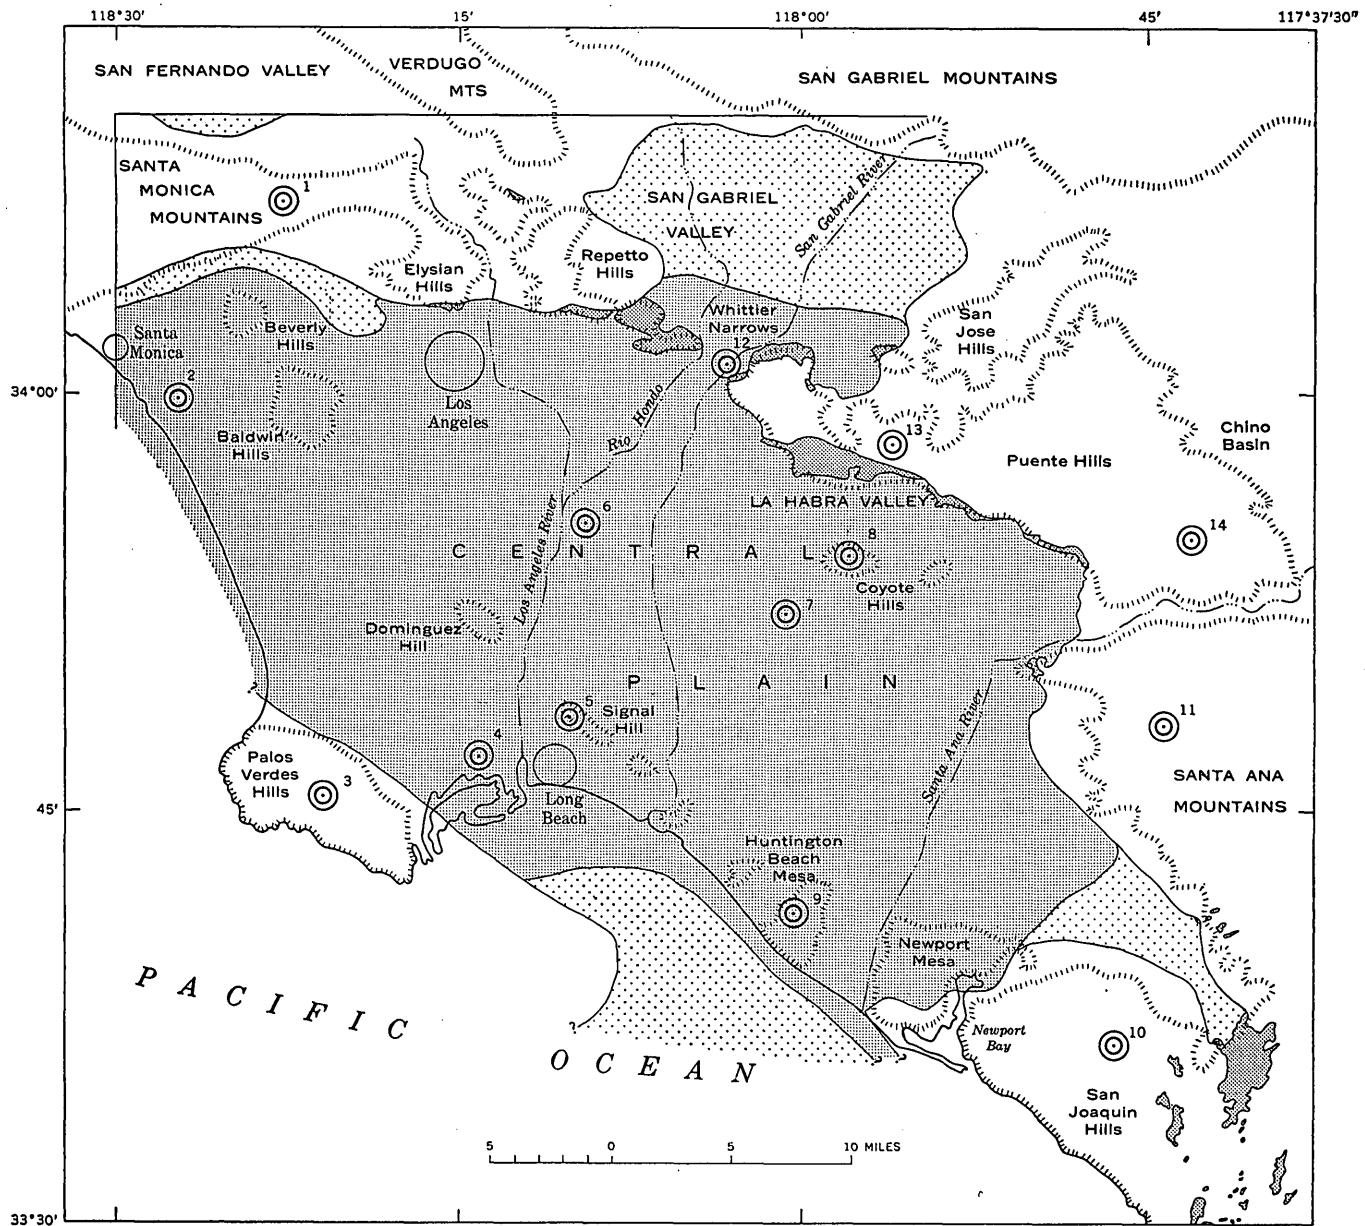 118°30'
15'
118°00'
45'
117°37'30"
SAN FERNANDO VALLEY
VERDUGO
MTS
SAN GABRIEL MOUNTAINS
SANTA
MONICA
MOUNTAINS
1
SAN GABRIEL
VALLEY
San Gabriel River
Elysian
Hills
Repetto
Hills
Whittier
Narrows
12
San
Jose
Hills
Santa
Monica
Beverly
Hills
2
34°00'
Los
Angeles
Baldwin
Hills
Rio Hondo
13
Chino
Basin
Puente Hills
LA HABRA VALLEY
6
Los Angeles River
8
14
CENTRAL
Coyote
Hills
7
Dominguez
Hill
PLAIN
?
5
Signal
Hill
Santa Ana River
11
4
Palos
Verdes
Hills
3
SANTA ANA
MOUNTAINS
45'
Long
Beach
Huntington
Beach
Mesa
9
Newport
Mesa
PACIFIC
?
OCEAN
?
?
Newport
Bay
10
San
Joaquin
Hills
5 0 5 10 MILES
33°30'